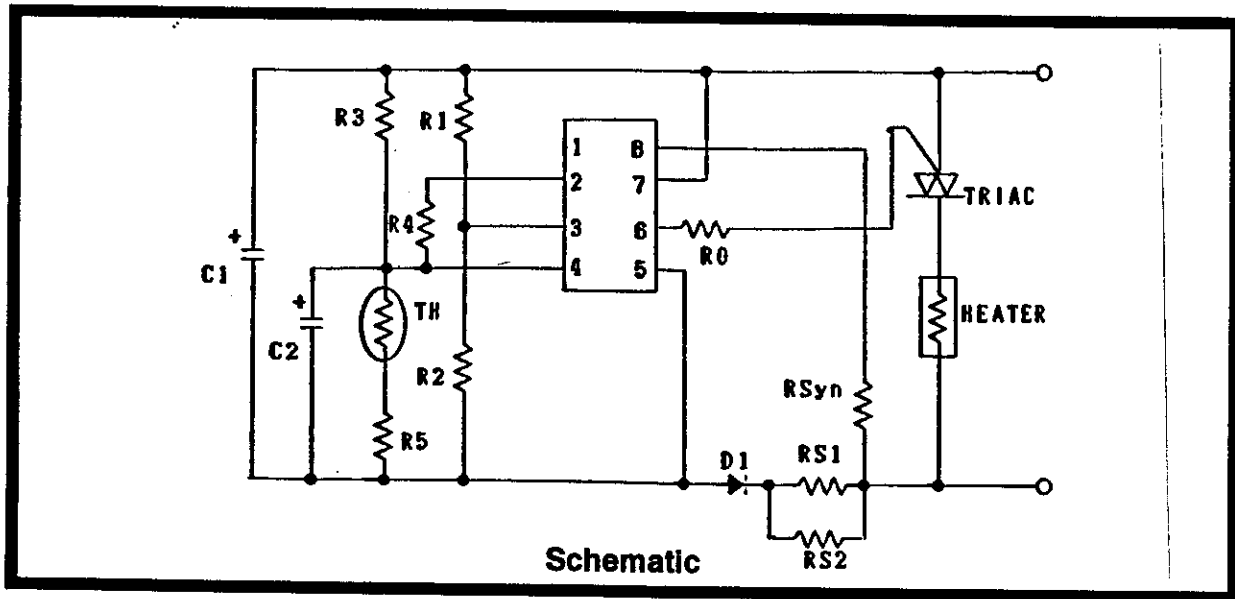 R3
R1
1
8
2
7
TRIAC
R4
3
6
R0
+
C1
4
5
+
TH
HEATER
C2
R2
RSyn
R5
D1
RS1
RS2
Schematic